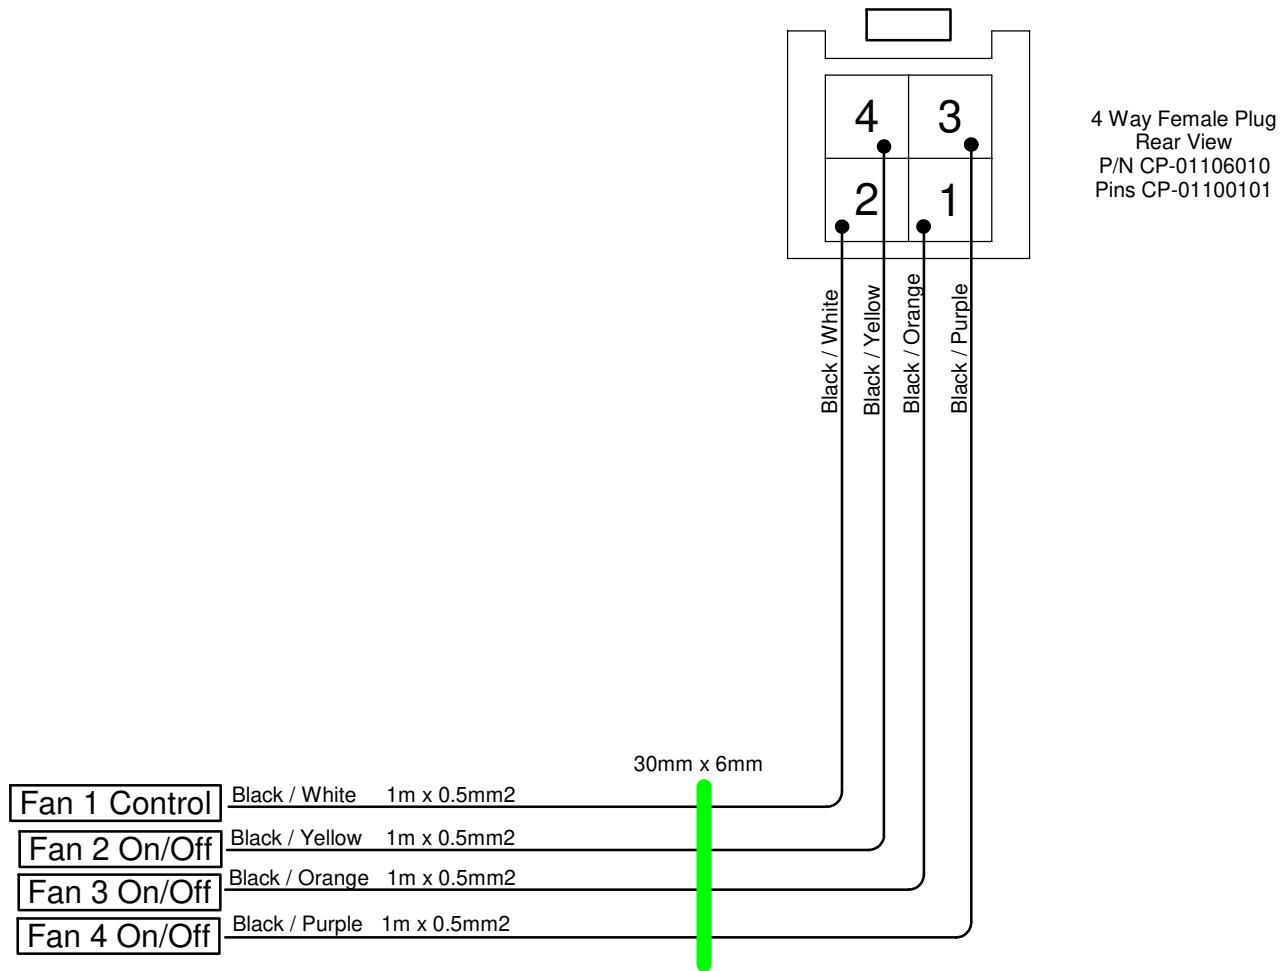 4 3
2 1
4 Way Female Plug
Rear View
P/N CP-01106010
Pins CP-01100101
Black / White
Black / Yellow
Black / Orange
Black / Purple
30mm x 6mm
Fan 1 Control Black / White 1m x 0.5mm2
Fan 2 On/Off Black / Yellow 1m x 0.5mm2
Fan 3 On/Off Black / Orange 1m x 0.5mm2
Fan 4 On/Off Black / Purple 1m x 0.5mm2